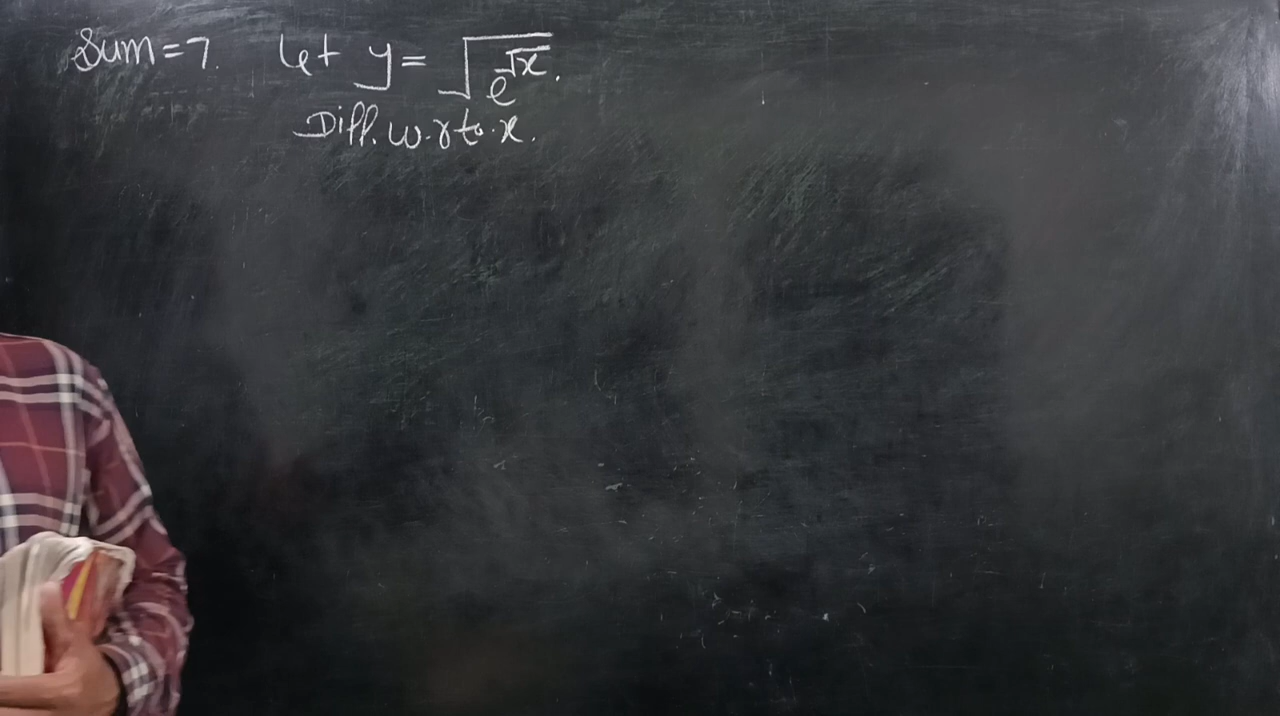 Sum=7. Let y= √e^√x.
Diff. w.r to. x.